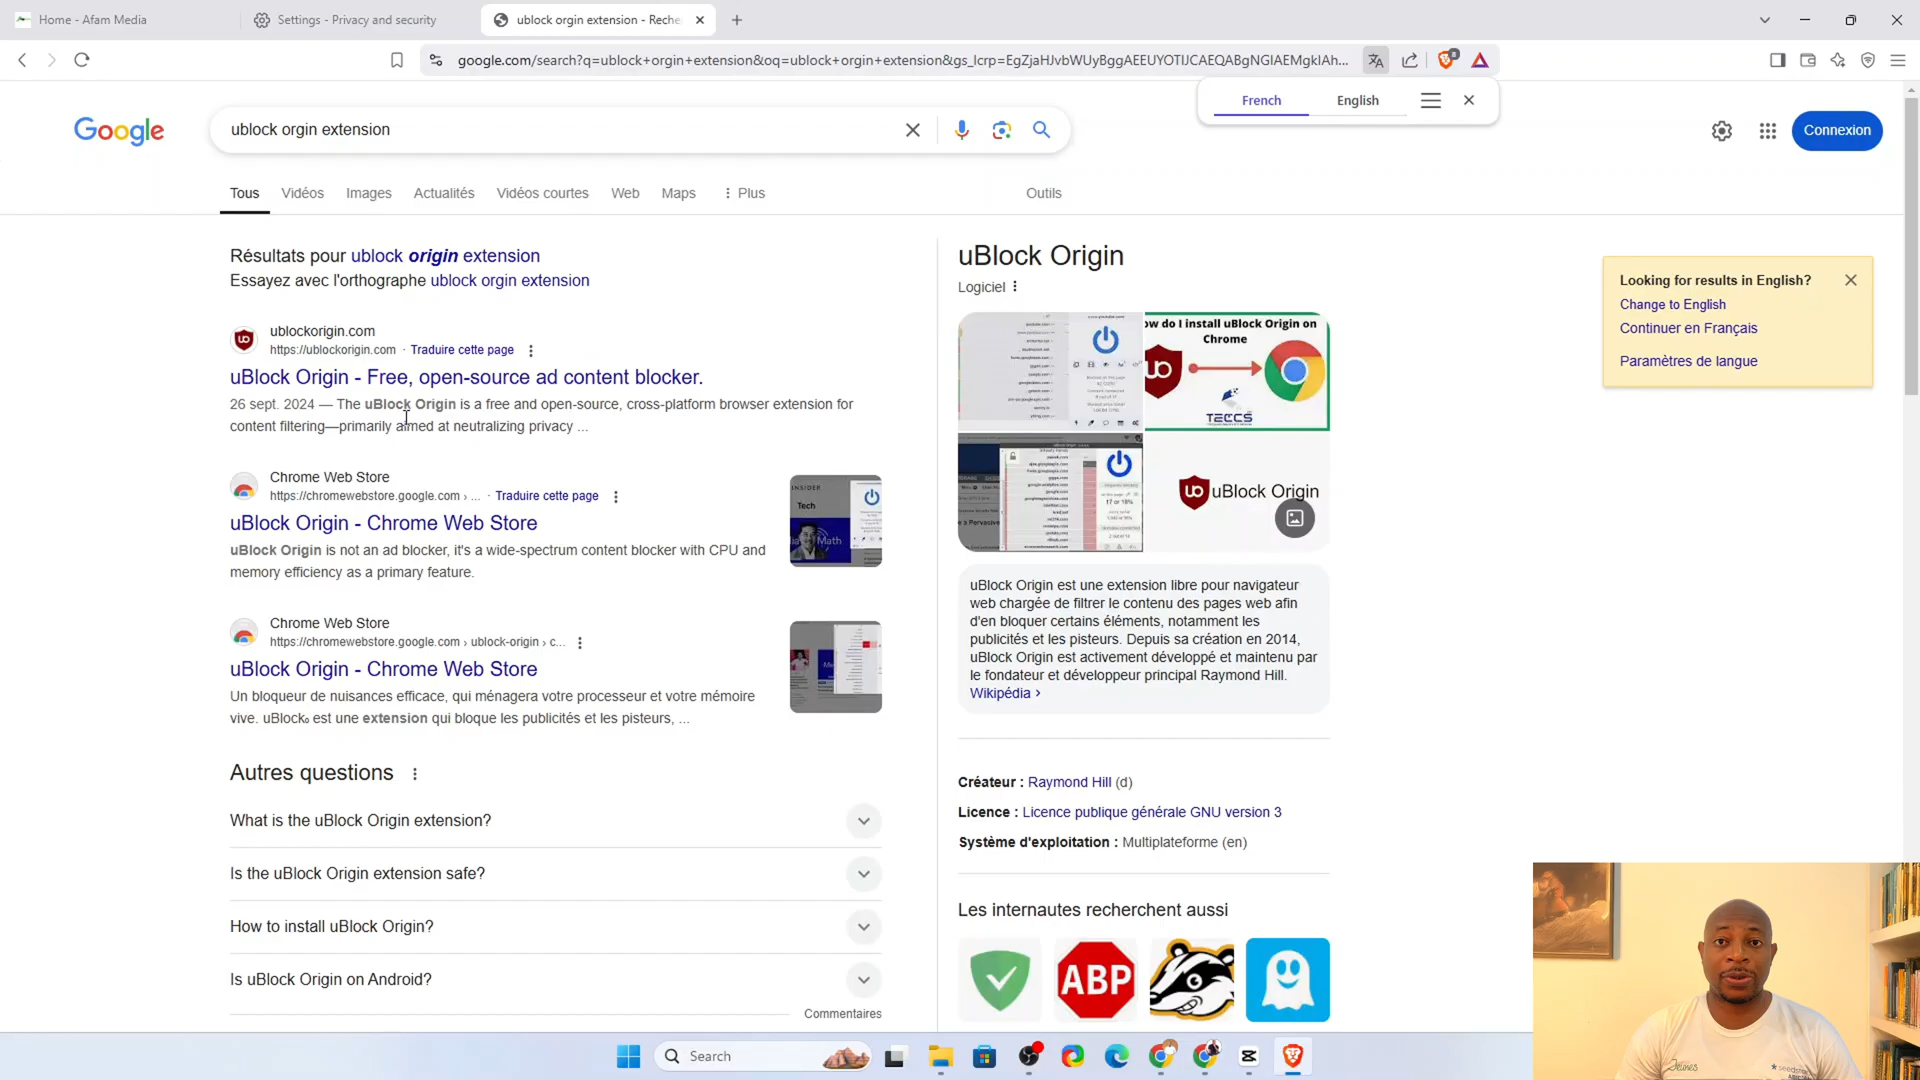 Home - Afam Media
Settings - Privacy and security
ublock orgin extension - Reche
google.com/search?q=ublock+orgin+extension&oq=ublock+orgin+extension&gs_lcrp=EgZjaHJvbWUyBggAEEUYOTIJCAEQABgNGIAEMgkIAh...
French
English
Google
ublock orgin extension
Connexion
Tous
Vidéos
Images
Actualités
Vidéos courtes
Web
Maps
Plus
Outils
Résultats pour ublock origin extension
Essayez avec l'orthographe ublock orgin extension
ublockorigin.com
https://ublockorigin.com · Traduire cette page
uBlock Origin - Free, open-source ad content blocker.
26 sept. 2024 — The uBlock Origin is a free and open-source, cross-platform browser extension for
content filtering—primarily aimed at neutralizing privacy ...
Chrome Web Store
https://chromewebstore.google.com › ... · Traduire cette page
uBlock Origin - Chrome Web Store
uBlock Origin is not an ad blocker, it's a wide-spectrum content blocker with CPU and
memory efficiency as a primary feature.
INSIDER
Tech
Math
Chrome Web Store
https://chromewebstore.google.com › ublock-origin › c...
uBlock Origin - Chrome Web Store
Un bloqueur de nuisances efficace, qui ménagera votre processeur et votre mémoire
vive. uBlock₀ est une extension qui bloque les publicités et les pisteurs, ...
Autres questions
What is the uBlock Origin extension?
Is the uBlock Origin extension safe?
How to install uBlock Origin?
Is uBlock Origin on Android?
Commentaires
uBlock Origin
Logiciel
ow do I install uBlock Origin on
Chrome
TECCS
uBlock Origin
uBlock Origin est une extension libre pour navigateur
web chargée de filtrer le contenu des pages web afin
d'en bloquer certains éléments, notamment les
publicités et les pisteurs. Depuis sa création en 2014,
uBlock Origin est activement développé et maintenu par
le fondateur et développeur principal Raymond Hill.
Wikipédia ›
Créateur : Raymond Hill (d)
Licence : Licence publique générale GNU version 3
Système d'exploitation : Multiplateforme (en)
Les internautes recherchent aussi
ABP
Looking for results in English?
Change to English
Continuer en Français
Paramètres de langue
Search
Jeunes